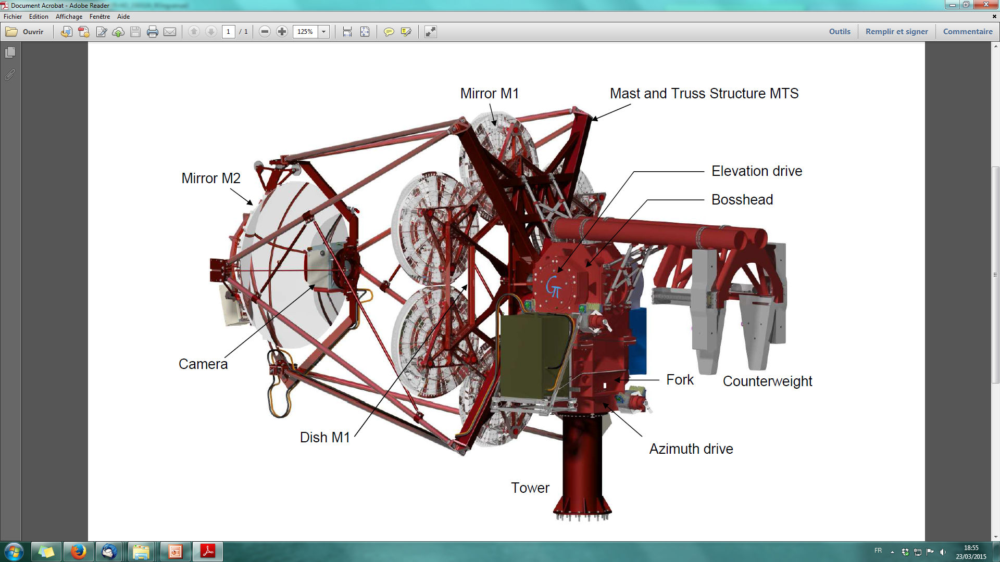 Document Acrobat - Adobe Reader
Fichier Edition Affichage Fenêtre Aide
Ouvrir 1 / 1 125% Outils Remplir et signer Commentaire
Mirror M1
Mast and Truss Structure MTS
Elevation drive
Mirror M2
Bosshead
Camera
Fork
Counterweight
Dish M1
Azimuth drive
Tower
FR
18:55
23/03/2015